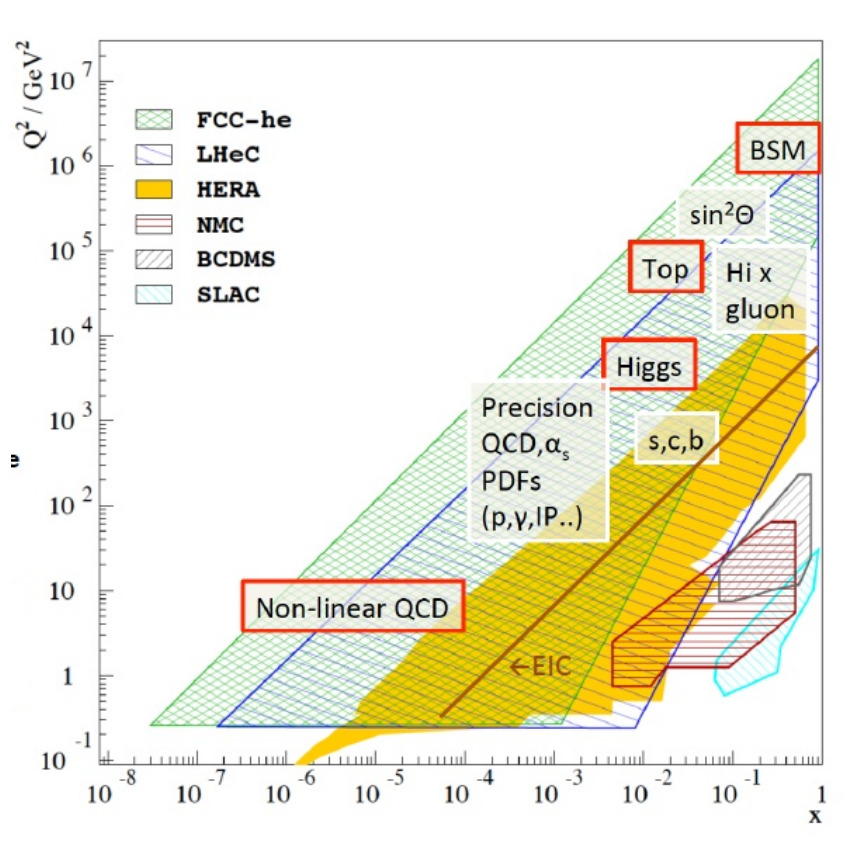 Q² / GeV²
10⁷
10⁶
10⁵
10⁴
10³
10²
10
1
10⁻¹
FCC-he
LHeC
HERA
NMC
BCDMS
SLAC
BSM
sin²Θ
Top
Hi x
gluon
Higgs
Precision
QCD,αₛ
PDFs
(p,γ,IP..)
s,c,b
Non-linear QCD
←EIC
10⁻⁸ 10⁻⁷ 10⁻⁶ 10⁻⁵ 10⁻⁴ 10⁻³ 10⁻² 10⁻¹ 1
x